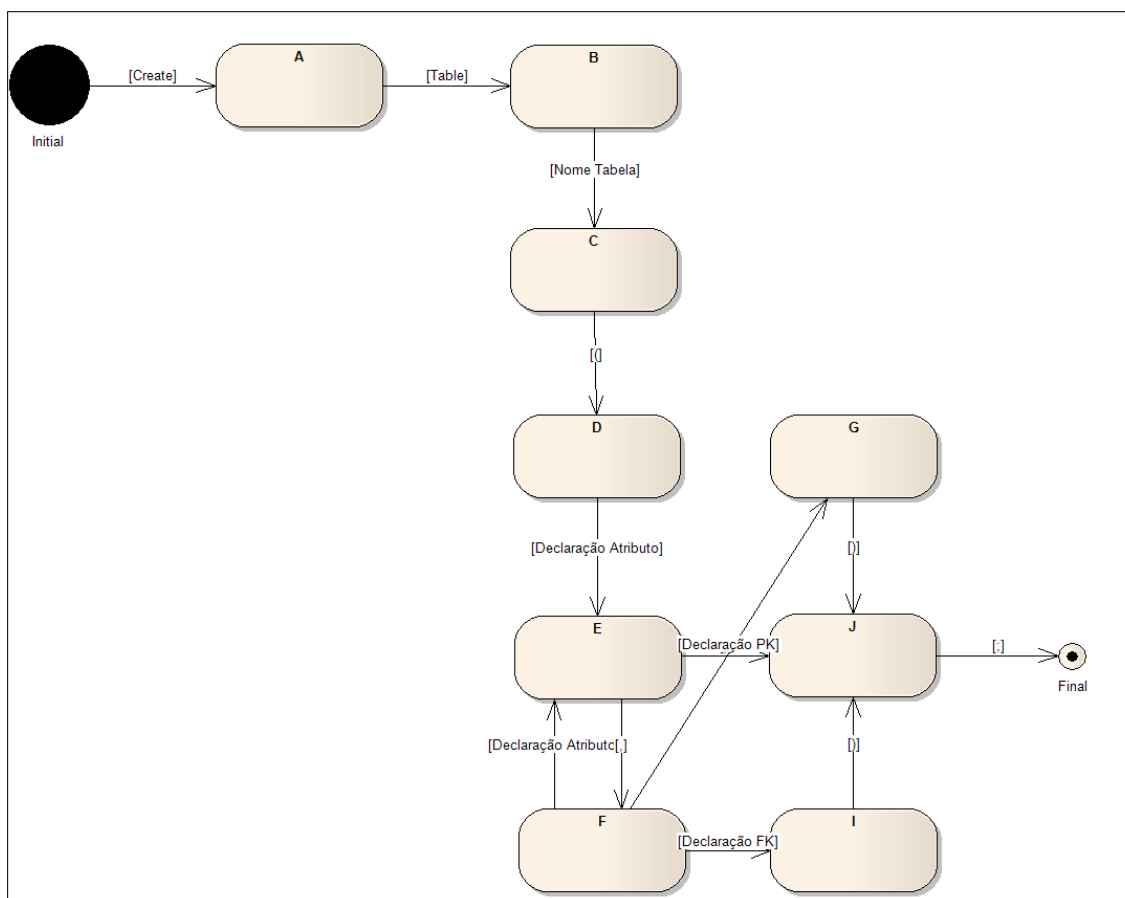 A
B
[Create]
[Table]
Initial
[Nome Tabela]
C
[(]
D
G
[Declaração Atributo]
[)]
E
J
[Declaração PK]
[;]
Final
[Declaração Atributo[,]
[)]
F
I
[Declaração FK]